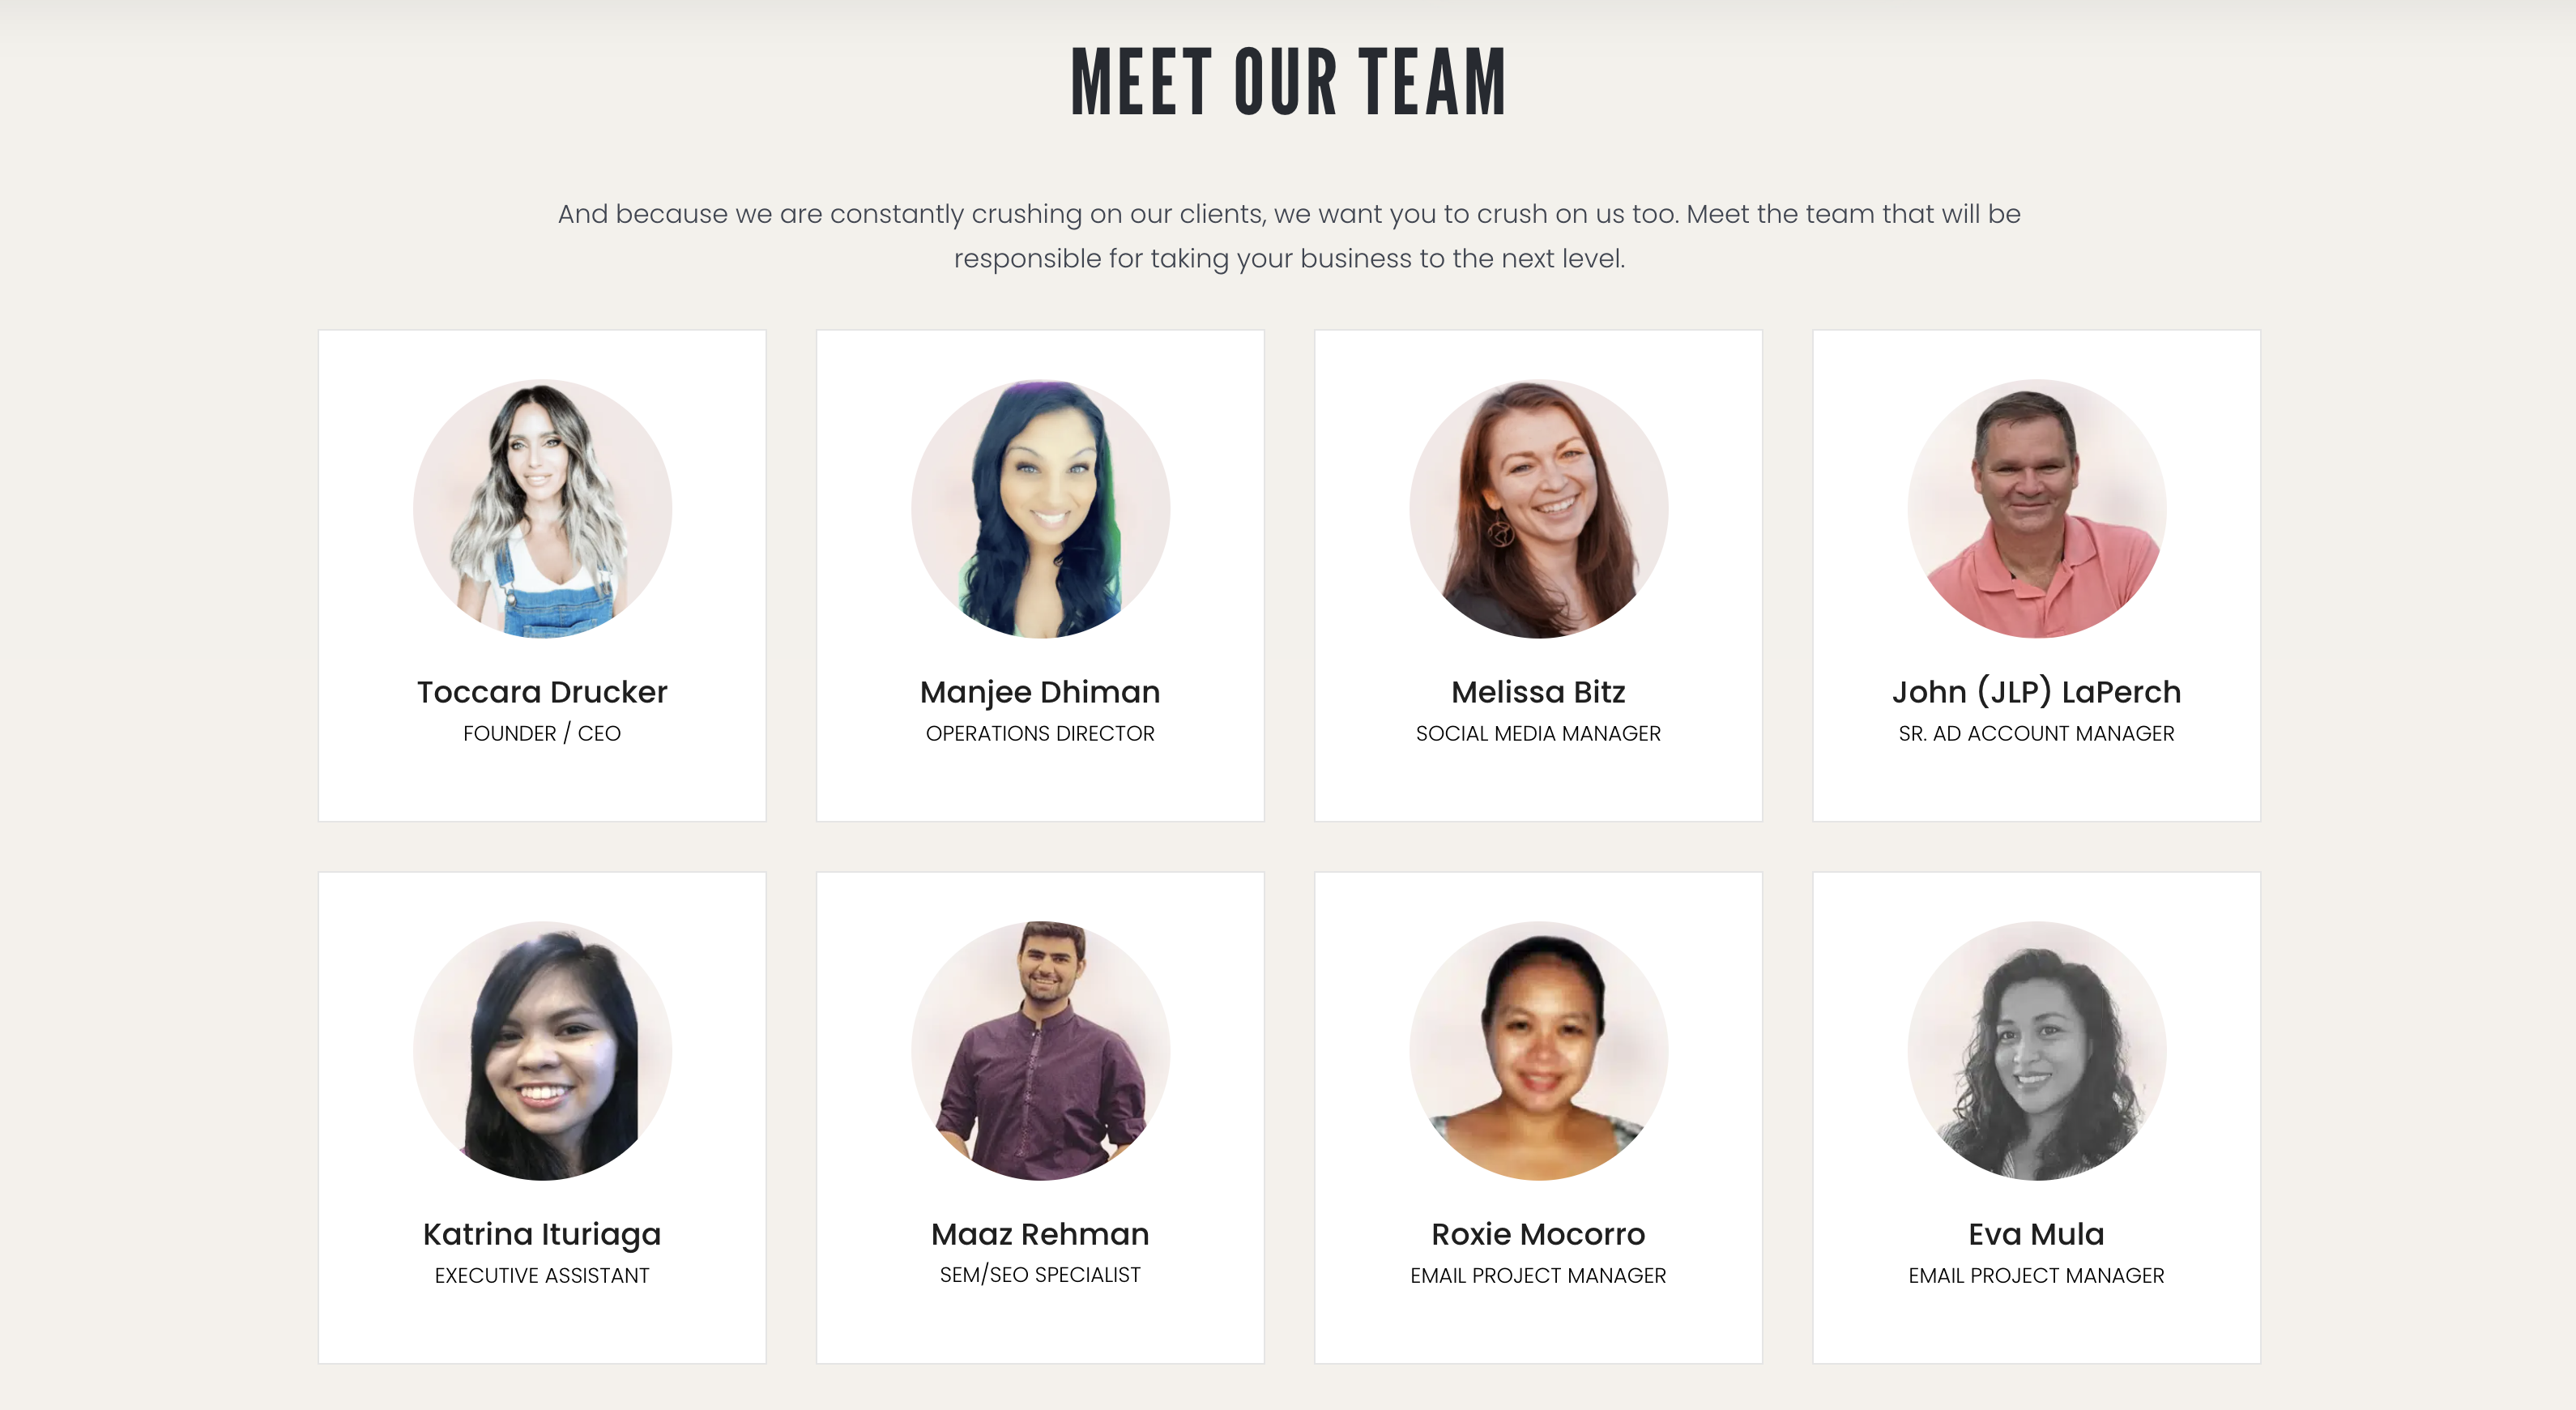 MEET OUR TEAM
And because we are constantly crushing on our clients, we want you to crush on us too. Meet the team that will be
responsible for taking your business to the next level.
Toccara Drucker
FOUNDER / CEO
Manjee Dhiman
OPERATIONS DIRECTOR
Melissa Bitz
SOCIAL MEDIA MANAGER
John (JLP) LaPerch
SR. AD ACCOUNT MANAGER
Katrina Ituriaga
EXECUTIVE ASSISTANT
Maaz Rehman
SEM/SEO SPECIALIST
Roxie Mocorro
EMAIL PROJECT MANAGER
Eva Mula
EMAIL PROJECT MANAGER